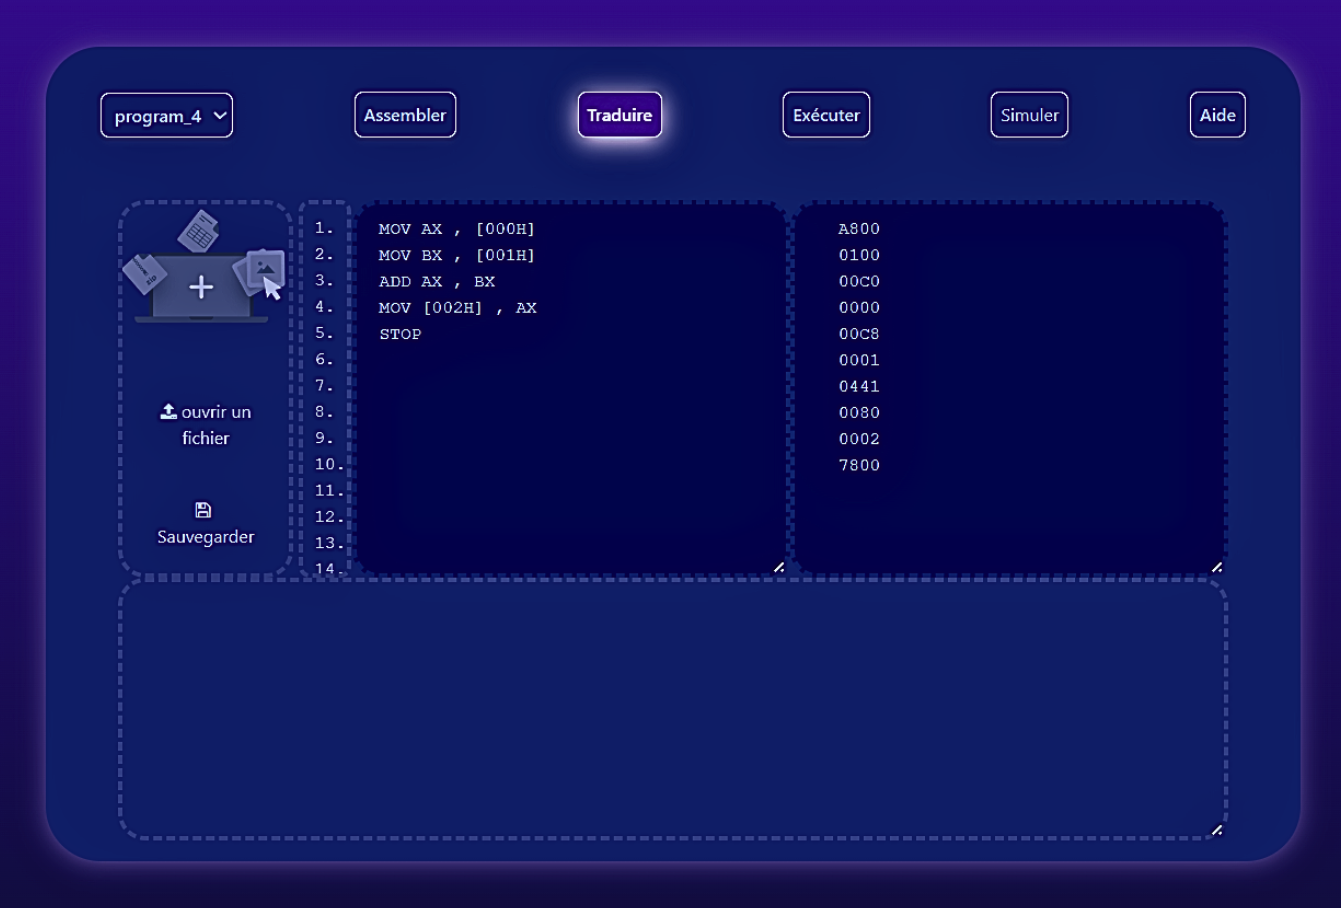 program_4
Assembler
Traduire
Exécuter
Simuler
Aide
ouvrir un
fichier
Sauvegarder
1.
2.
3.
4.
5.
6.
7.
8.
9.
10.
11.
12.
13.
14.
MOV AX , [000H]
MOV BX , [001H]
ADD AX , BX
MOV [002H] , AX
STOP
A800
0100
00C0
0000
00C8
0001
0441
0080
0002
7800